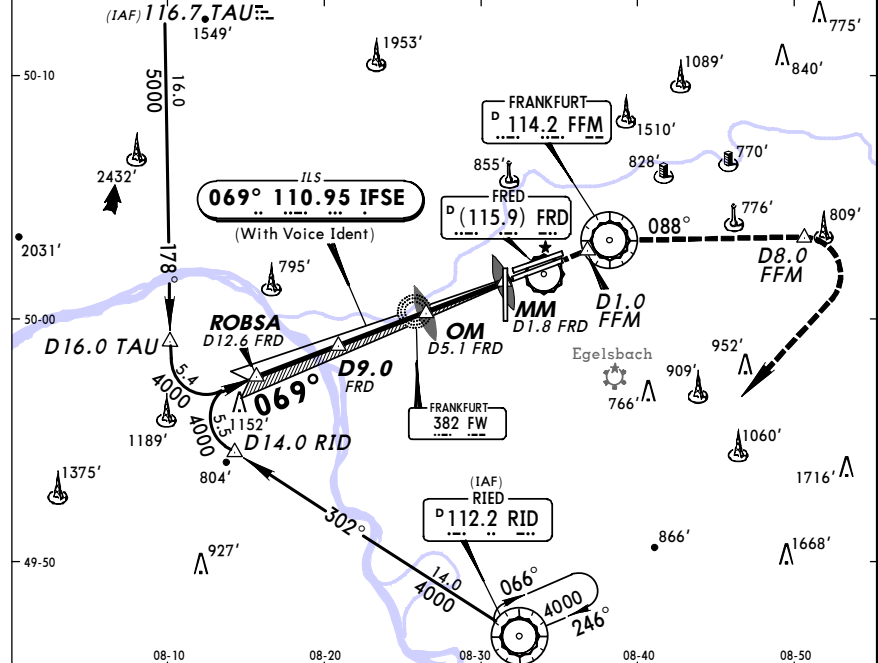 (IAF) 116.7 TAU
1549'
775'
1953'
50-10
16.0
5000
1089'
840'
FRANKFURT
D 114.2 FFM
1510'
2432'
855'
828'
770'
ILS
069° 110.95 IFSE
(With Voice Ident)
FRED
D (115.9) FRD
776'
088°
809'
2031'
178°
D8.0
FFM
795'
D1.0
FFM
50-00
ROBSA
D12.6 FRD
MM
D1.8 FRD
OM
D5.1 FRD
D16.0 TAU
Egelsbach
D9.0
FRD
952'
5.4
4000
069°
909'
766'
FRANKFURT
382 FW
1152'
5.5
4000
1189'
D14.0 RID
1060'
804'
1375'
1716'
(IAF)
RIED
D 112.2 RID
302°
866'
927'
1668'
49-50
14.0
4000
066°
4000
246°
08-10
08-20
08-30
08-40
08-50